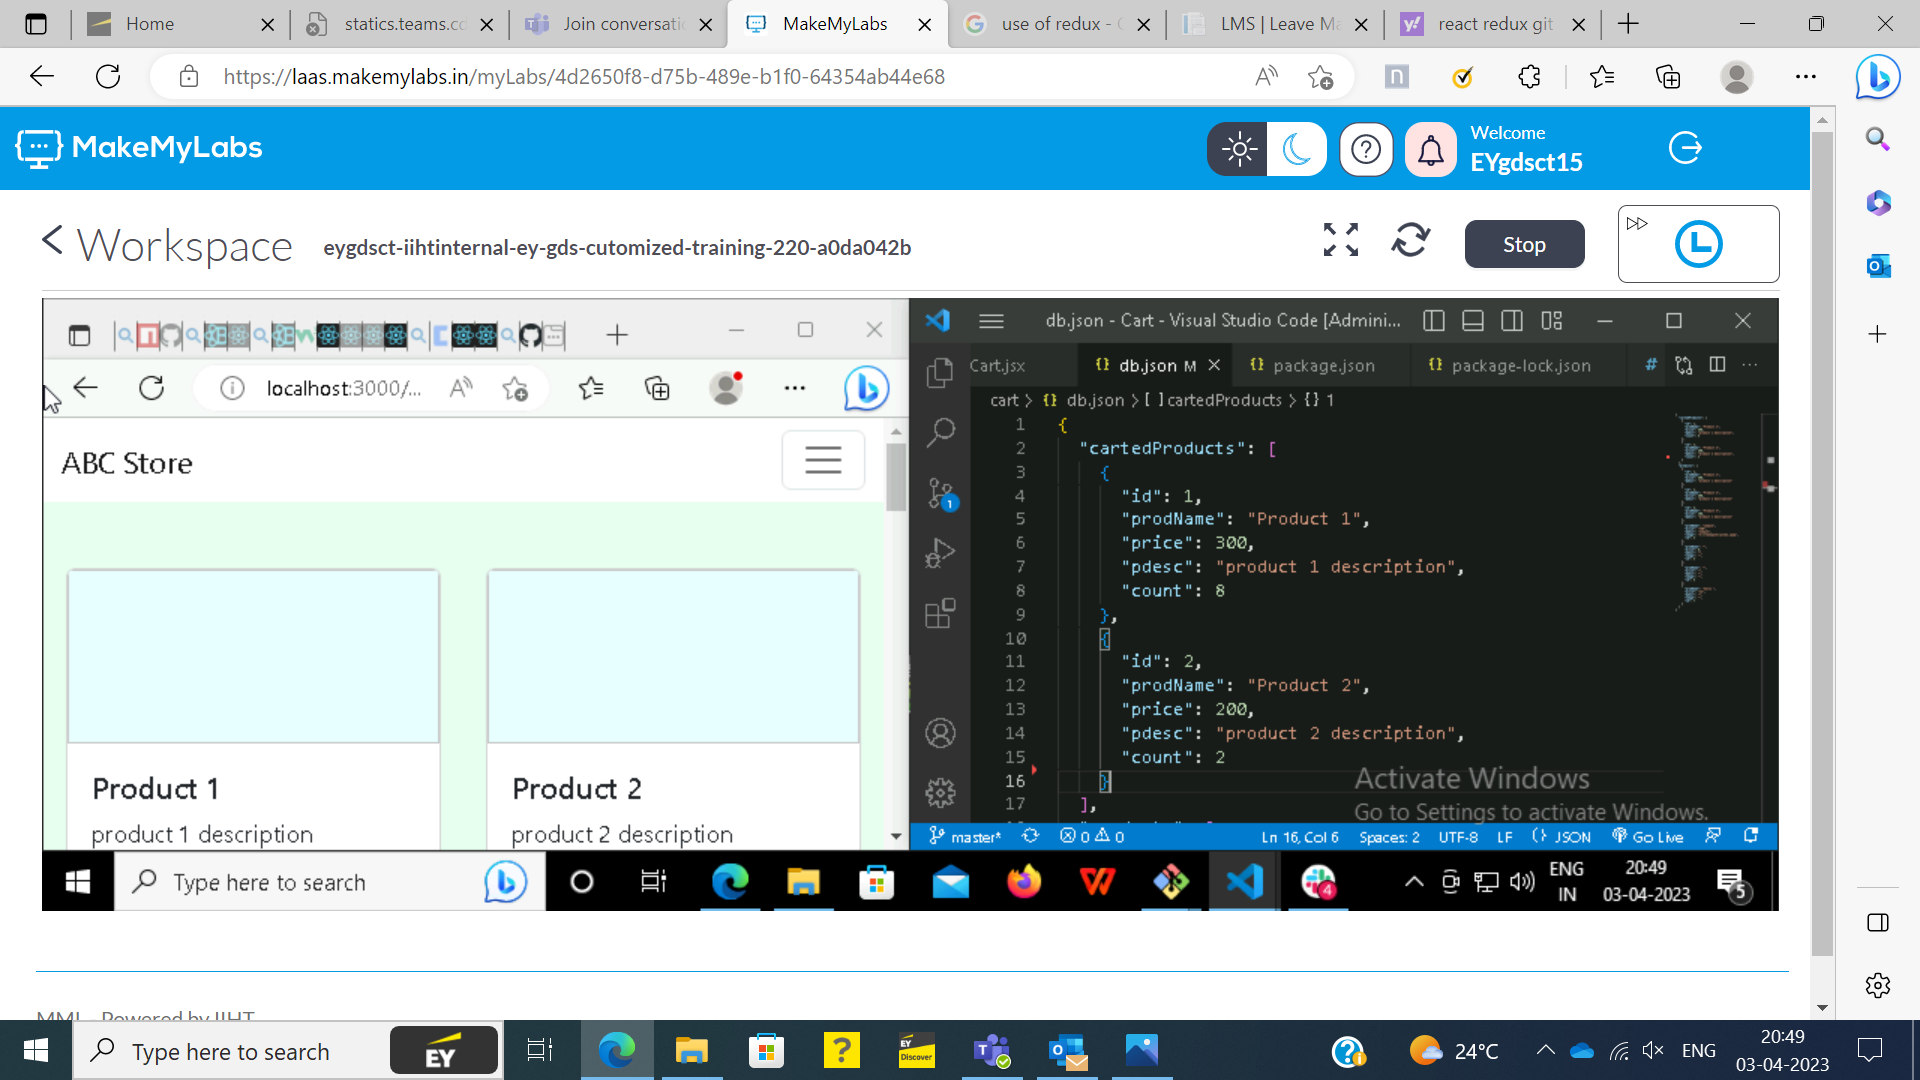 Home
statics.teams.cd
Join conversati
MakeMyLabs
use of redux - G
LMS | Leave Ma
react redux git
https://laas.makemylabs.in/myLabs/4d2650f8-d75b-489e-b1f0-64354ab44e68
MakeMyLabs
Welcome
EYgdsct15
Workspace
eygdsct-iihtinternal-ey-gds-cutomized-training-220-a0da042b
Stop
localhost:3000/...
ABC Store
Product 1
product 1 description
Product 2
product 2 description
db.json - Cart - Visual Studio Code [Admini...
Cart.jsx
{} db.json M
{} package.json
{} package-lock.json
#
cart > {} db.json > [ ] cartedProducts > {} 1
1 {
2 "cartedProducts": [
3 {
4 "id": 1,
5 "prodName": "Product 1",
6 "price": 300,
7 "pdesc": "product 1 description",
8 "count": 8
9 },
10 {
11 "id": 2,
12 "prodName": "Product 2",
13 "price": 200,
14 "pdesc": "product 2 description",
15 "count": 2
16 }
17 ],
Activate Windows
Go to Settings to activate Windows.
master*
0 0
Ln 16, Col 6
Spaces: 2
UTF-8
LF
{} JSON
Go Live
Type here to search
4
ENG
IN
20:49
03-04-2023
5
MML - Powered by IIHT
Type here to search
EY
EY
Discover
24°C
ENG
20:49
03-04-2023